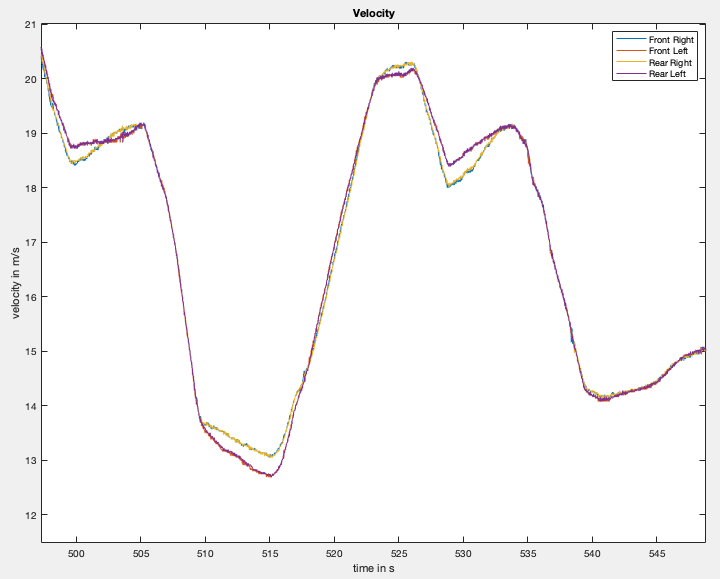 Velocity
21
20
19
18
17
16
15
14
13
12
velocity in m/s
Front Right
Front Left
Rear Right
Rear Left
500
505
510
515
520
525
530
535
540
545
time in s